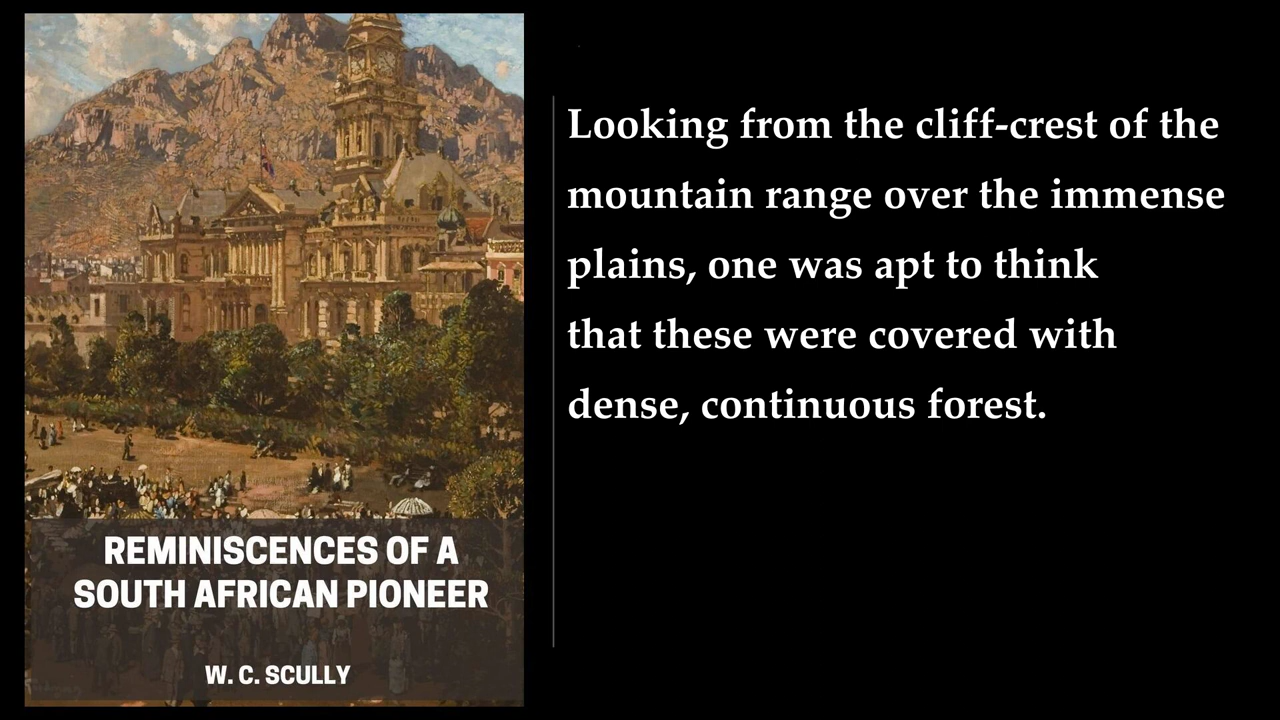 Looking from the cliff-crest of the
mountain range over the immense
plains, one was apt to think
that these were covered with
dense, continuous forest.
REMINISCENCES OF A
SOUTH AFRICAN PIONEER
W. C. SCULLY